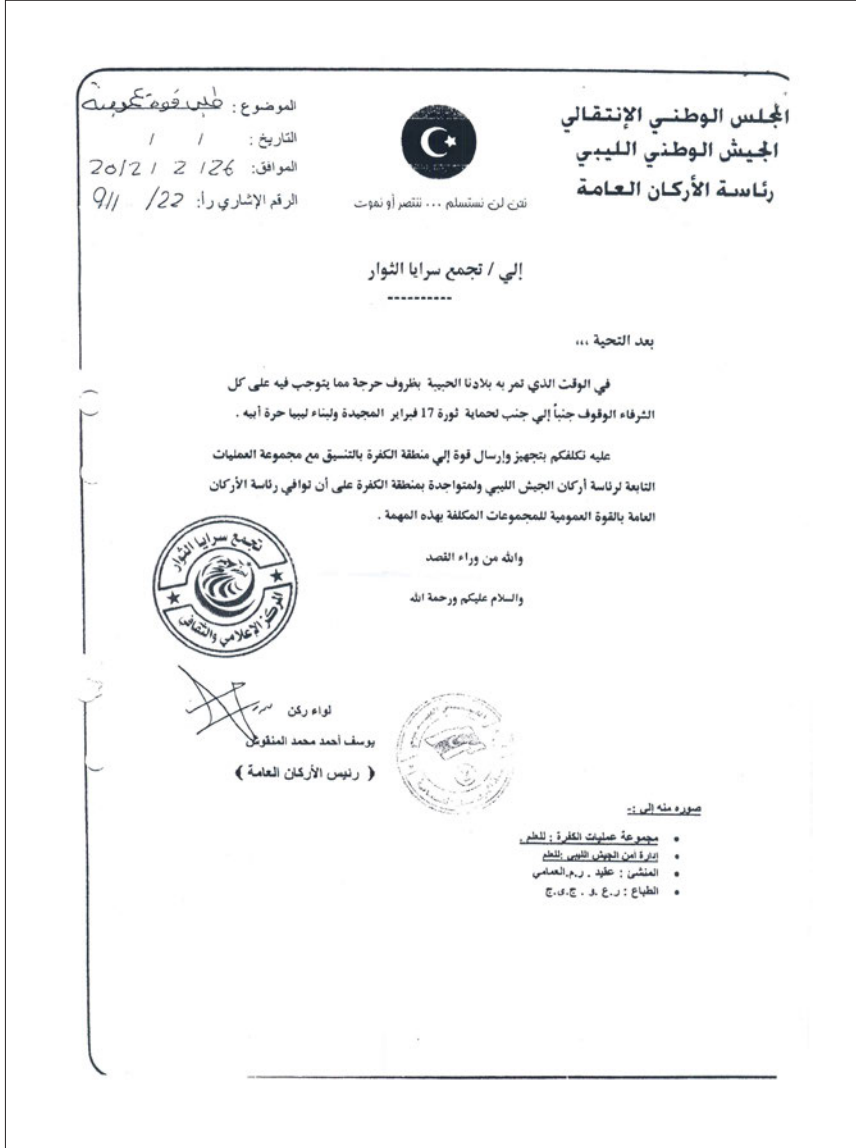 المجلس الوطني الإنتقالي
الجيش الوطني الليبي
رئاسة الأركان العامة
نحن لن نستسلم ... ننتصر أو نموت
الموضوع : طلب قوة عمومية
التاريخ : / /
الموافق: 26/ 2 / 2012
الرقم الإشاري رأ: 22/ 911
إلي / تجمع سرايا الثوار
----------
بعد التحية ،،،
في الوقت الذي تمر به بلادنا الحبيبة بظروف حرجة مما يتوجب فيه على كل
الشرفاء الوقوف جنباً إلي جنب لحماية ثورة 17 فبراير المجيدة ولبناء ليبيا حرة أبيه .
عليه نكلفكم بتجهيز وإرسال قوة إلي منطقة الكفرة بالتنسيق مع مجموعة العمليات
التابعة لرئاسة أركان الجيش الليبي ولمتواجدة بمنطقة الكفرة على أن توافي رئاسة الأركان
العامة بالقوة العمومية للمجموعات المكلفة بهذه المهمة .
والله من وراء القصد
والسلام عليكم ورحمة الله
تجمع سرايا الثوار
المركز الإعلامي والثقافي
لواء ركن
يوسف أحمد محمد المنقوش
( رئيس الأركان العامة )
صوره منه إلى :-
• مجموعة عمليات الكفرة : للعلم .
• إدارة امن الجيش الليبي :للعلم
• المنشئ : عقيد . ر.م.العمامي
• الطباع : ر.ع .و . ج.ي.ج